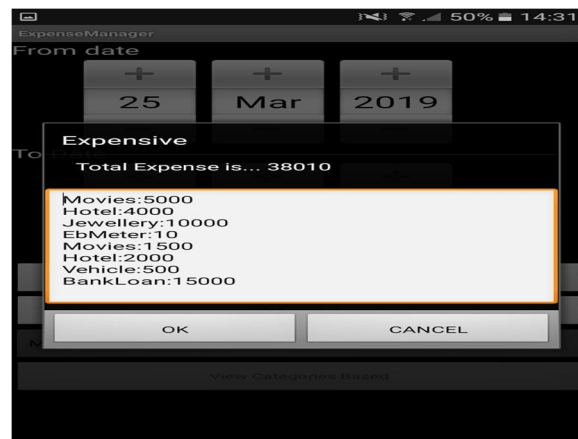 50% 14:31
ExpenseManager
From date
+ + +
25 Mar 2019
Expensive
To
Total Expense is... 38010
Movies:5000
Hotel:4000
Jewellery:10000
EbMeter:10
Movies:1500
Hotel:2000
Vehicle:500
BankLoan:15000
OK CANCEL
M
View Categories Based